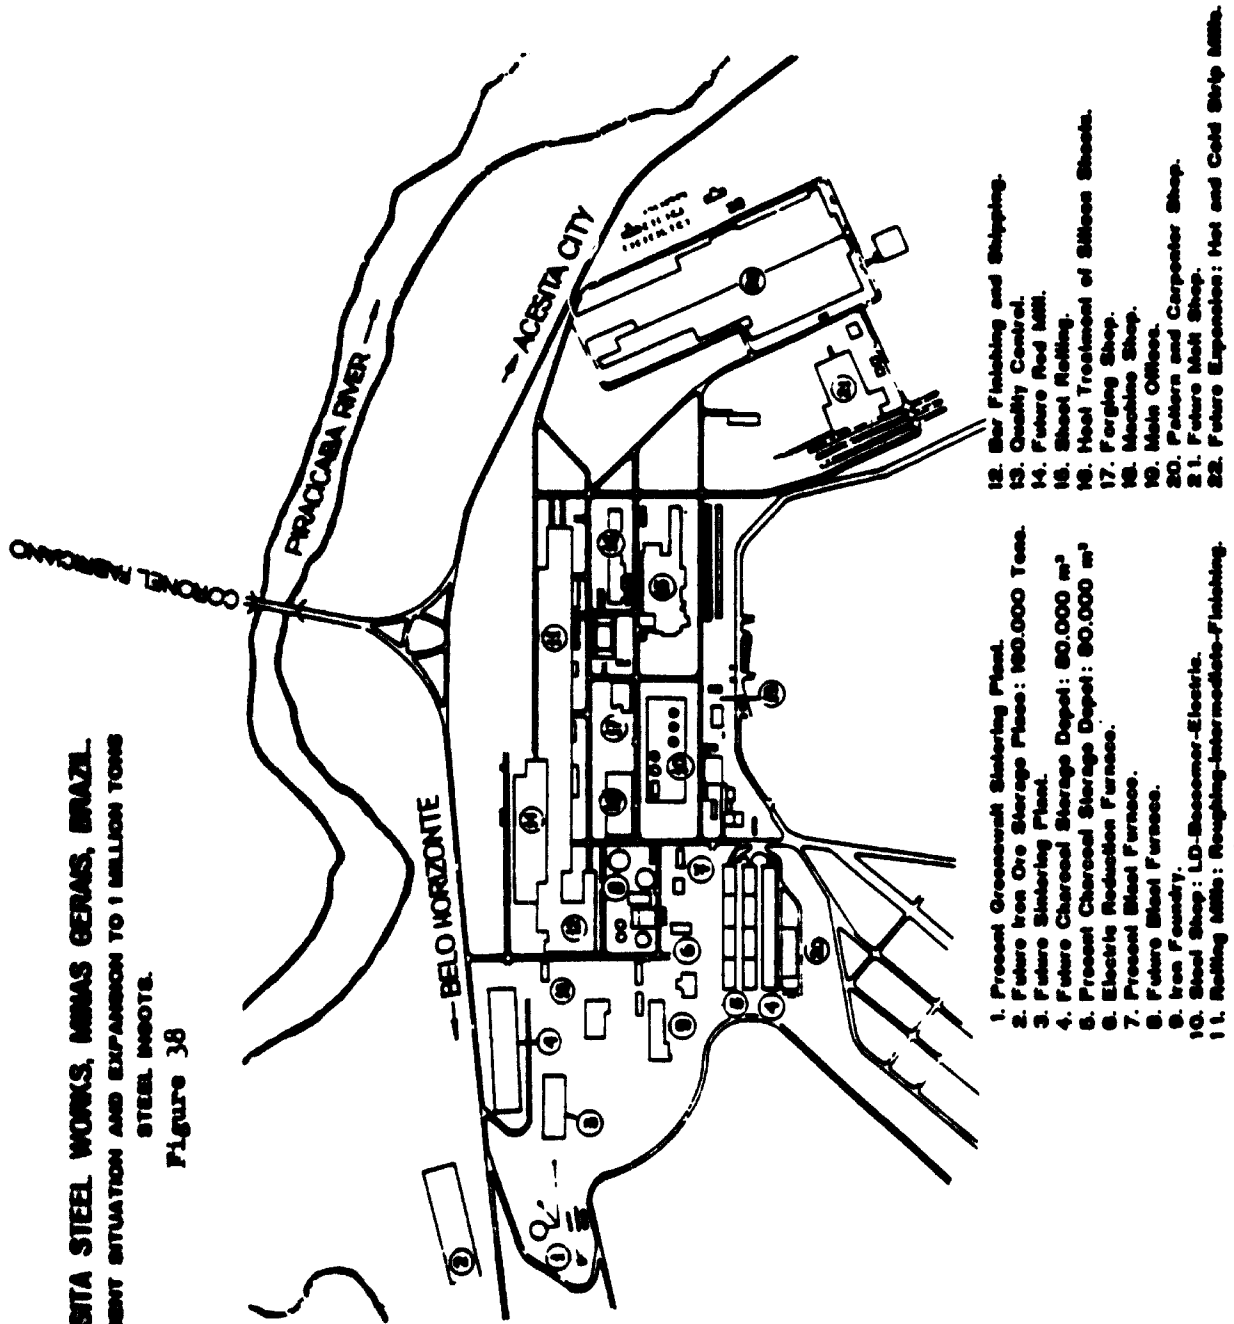 SITA STEEL WORKS, MINAS GERAIS, BRAZIL.
ENT SITUATION AND EXPANSION TO 1 MILLION TONS
STEEL INGOTS.
Figure 38
CORONEL FABRICIANO
PIRACICABA RIVER
BELO HORIZONTE
ACESITA CITY
1. Present Greenawalt Sintering Plant.
2. Future Iron Ore Storage Place: 160.000 Tons.
3. Future Sintering Plant.
4. Future Charcoal Storage Depot: 80.000 m³
5. Present Charcoal Storage Depot: 80.000 m³
6. Electric Reduction Furnace.
7. Present Blast Furnace.
8. Future Blast Furnace.
9. Iron Foundry.
10. Steel Shop: LD-Bessemer-Electric.
11. Rolling Mills: Roughing-Intermediate-Finishing.
12. Bar Finishing and Shipping.
13. Quality Control.
14. Future Rod Mill.
15. Sheet Rolling.
16. Heat Treatment of Silicon Sheets.
17. Forging Shop.
18. Machine Shop.
19. Main Offices.
20. Pattern and Carpenter Shop.
21. Future Melt Shop.
22. Future Expansion: Hot and Cold Strip Mills.